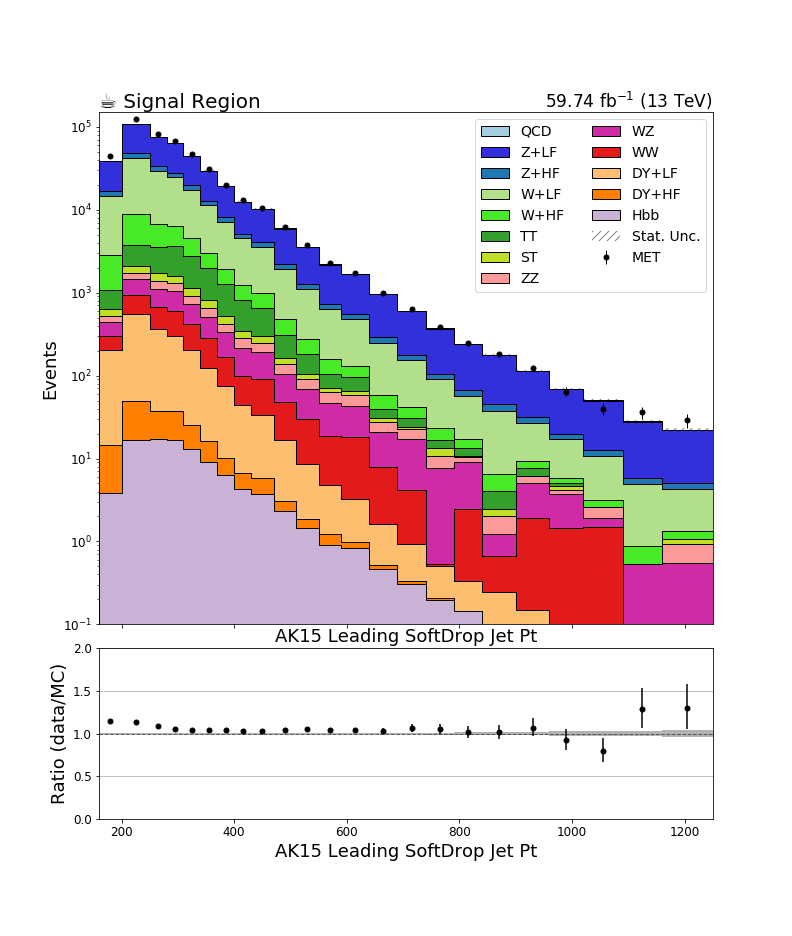 ☕ Signal Region 59.74 fb⁻¹ (13 TeV)
QCD WZ
Z+LF WW
Z+HF DY+LF
W+LF DY+HF
W+HF Hbb
TT Stat. Unc.
ST MET
ZZ
Events
10⁵
10⁴
10³
10²
10¹
10⁰
10⁻¹
AK15 Leading SoftDrop Jet Pt
Ratio (data/MC)
2.0
1.5
1.0
0.5
0.0
200 400 600 800 1000 1200
AK15 Leading SoftDrop Jet Pt